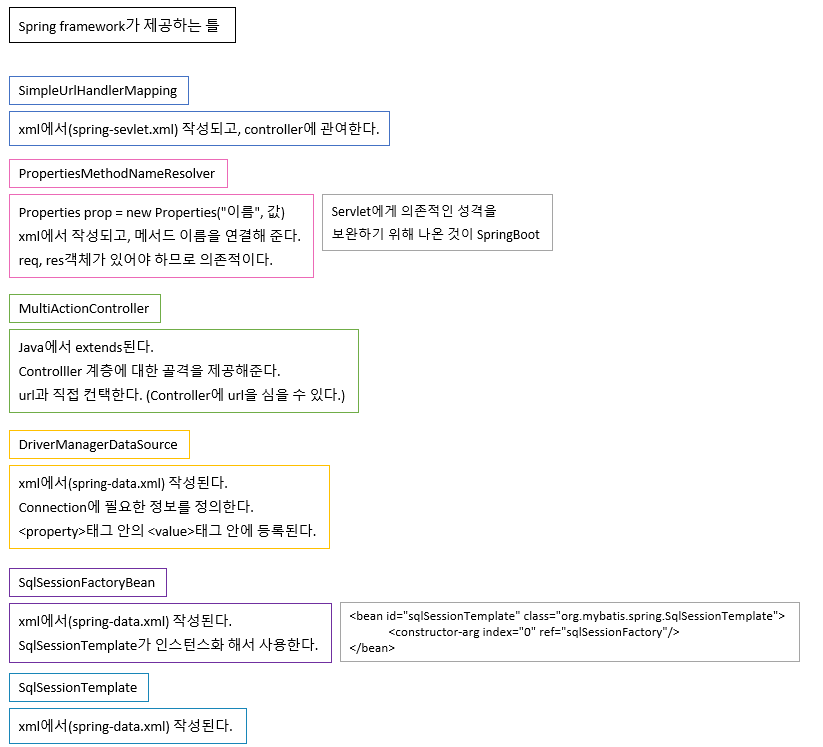 Spring framework가 제공하는 틀
SimpleUrlHandlerMapping
xml에서(spring-sevlet.xml) 작성되고, controller에 관여한다.
PropertiesMethodNameResolver
Properties prop = new Properties("이름", 값)
xml에서 작성되고, 메서드 이름을 연결해 준다.
req, res객체가 있어야 하므로 의존적이다.
Servlet에게 의존적인 성격을
보완하기 위해 나온 것이 SpringBoot
MultiActionController
Java에서 extends된다.
Controlller 계층에 대한 골격을 제공해준다.
url과 직접 컨택한다. (Controller에 url을 심을 수 있다.)
DriverManagerDataSource
xml에서(spring-data.xml) 작성된다.
Connection에 필요한 정보를 정의한다.
<property>태그 안의 <value>태그 안에 등록된다.
SqlSessionFactoryBean
xml에서(spring-data.xml) 작성된다.
SqlSessionTemplate가 인스턴스화 해서 사용한다.
<bean id="sqlSessionTemplate" class="org.mybatis.spring.SqlSessionTemplate">
<constructor-arg index="0" ref="sqlSessionFactory"/>
</bean>
SqlSessionTemplate
xml에서(spring-data.xml) 작성된다.